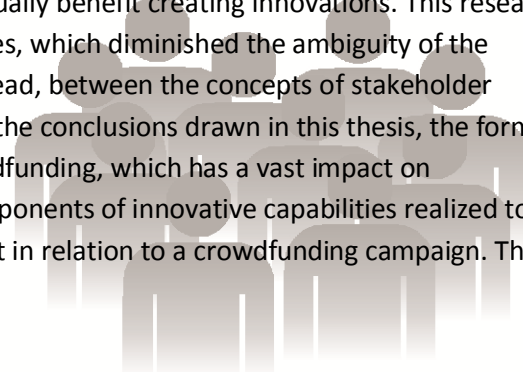 ually benefit creating innovations. This resea
es, which diminished the ambiguity of the
ead, between the concepts of stakeholder
the conclusions drawn in this thesis, the form
dfunding, which has a vast impact on
ponents of innovative capabilities realized to
t in relation to a crowdfunding campaign. Th